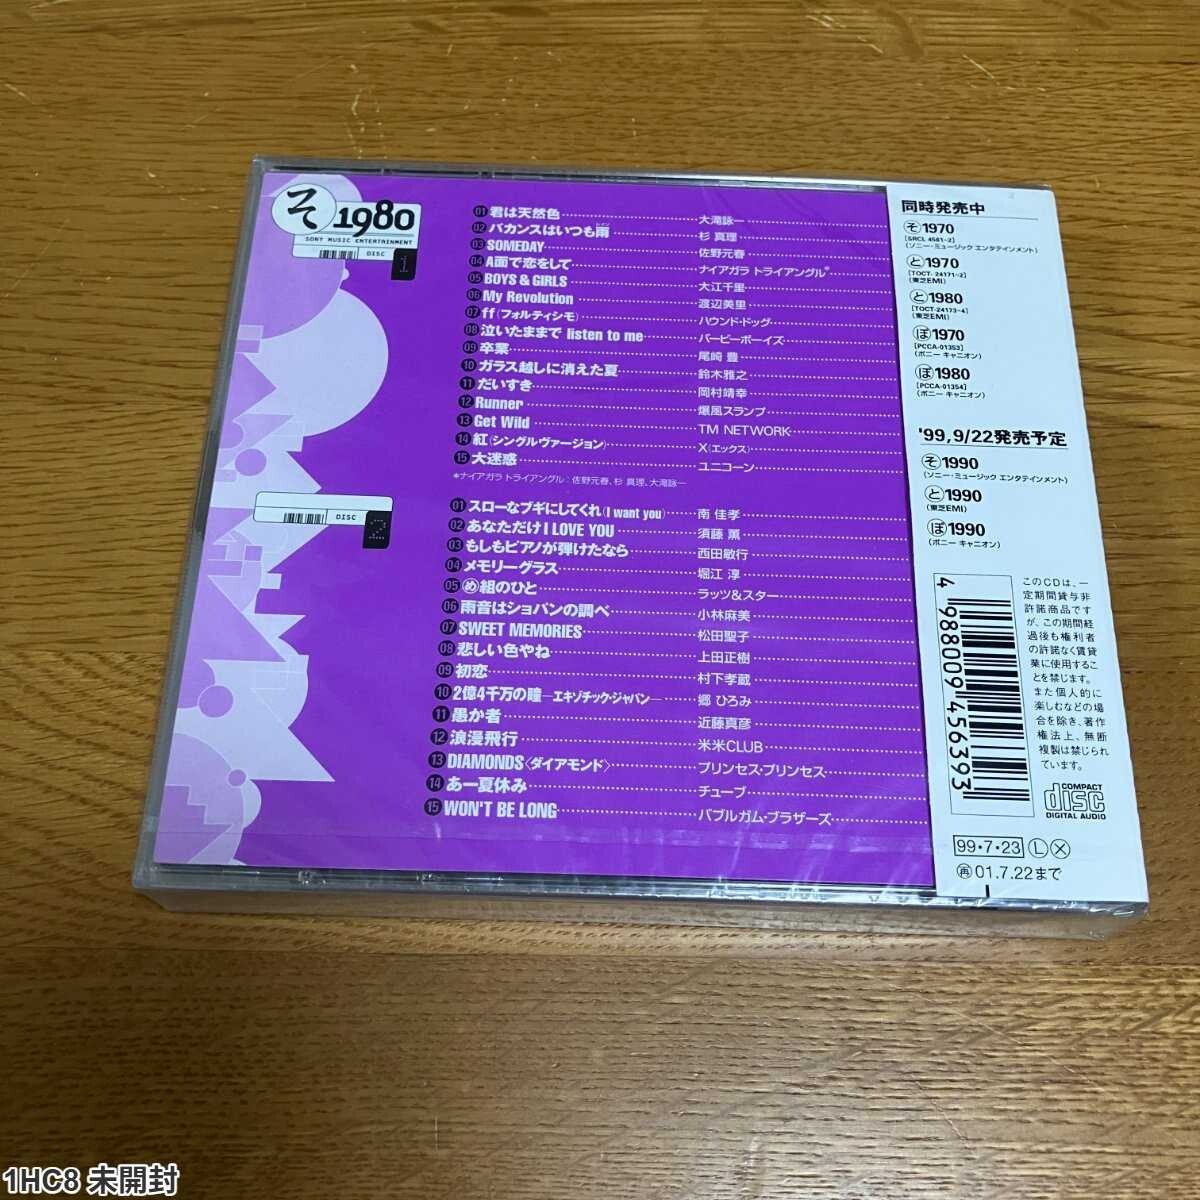 そ 1980
SONY MUSIC ENTERTAINMENT
DISC 1
01 君は天然色 大滝詠一
02 バカンスはいつも雨 杉 真理
03 SOMEDAY 佐野元春
04 A面で恋をして ナイアガラ トライアングル*
05 BOYS & GIRLS 大江千里
06 My Revolution 渡辺美里
07 ff(フォルティシモ) ハウンド・ドッグ
08 泣いたままで listen to me バービーボーイズ
09 卒業 尾崎 豊
10 ガラス越しに消えた夏 鈴木雅之
11 だいすき 岡村靖幸
12 Runner 爆風スランプ
13 Get Wild TM NETWORK
14 紅(シングルヴァージョン) X(エックス)
15 大迷惑 ユニコーン
*ナイアガラ トライアングル:佐野元春、杉 真理、大滝詠一
DISC 2
01 スローなブギにしてくれ(I want you) 南 佳孝
02 あなただけ I LOVE YOU 須藤 薫
03 もしもピアノが弾けたなら 西田敏行
04 メモリーグラス 堀江 淳
05 め組のひと ラッツ&スター
06 雨音はショパンの調べ 小林麻美
07 SWEET MEMORIES 松田聖子
08 悲しい色やね 上田正樹
09 初恋 村下孝蔵
10 2億4千万の瞳—エキゾチック・ジャパン— 郷 ひろみ
11 愚か者 近藤真彦
12 浪漫飛行 米米CLUB
13 DIAMONDS〈ダイアモンド〉 プリンセス・プリンセス
14 あー夏休み チューブ
15 WON'T BE LONG バブルガム・ブラザーズ
同時発売中
そ1970
[SRCL 4561-2]
(ソニー・ミュージック エンタテインメント)
と1970
[TOCT-24171~2]
(東芝EMI)
と1980
[TOCT-24173~4]
(東芝EMI)
ぽ1970
[PCCA-01353]
(ポニー キャニオン)
ぽ1980
[PCCA-01354]
(ポニー キャニオン)
'99,9/22発売予定
そ1990
(ソニー・ミュージック エンタテインメント)
と1990
(東芝EMI)
ぽ1990
(ポニー キャニオン)
4 988009 456393
このCDは、一
定期間貸与非
許諾商品です
が、この期間経
過後も権利者
の許諾なく賃貸
業に使用するこ
とを禁じます。
また個人的に
楽しむなどの場
合を除き、著作
権法上、無断
複製は禁じられ
ています。
COMPACT
disc
DIGITAL AUDIO
99・7・23 L X
再 01.7.22まで
1HC8 未開封